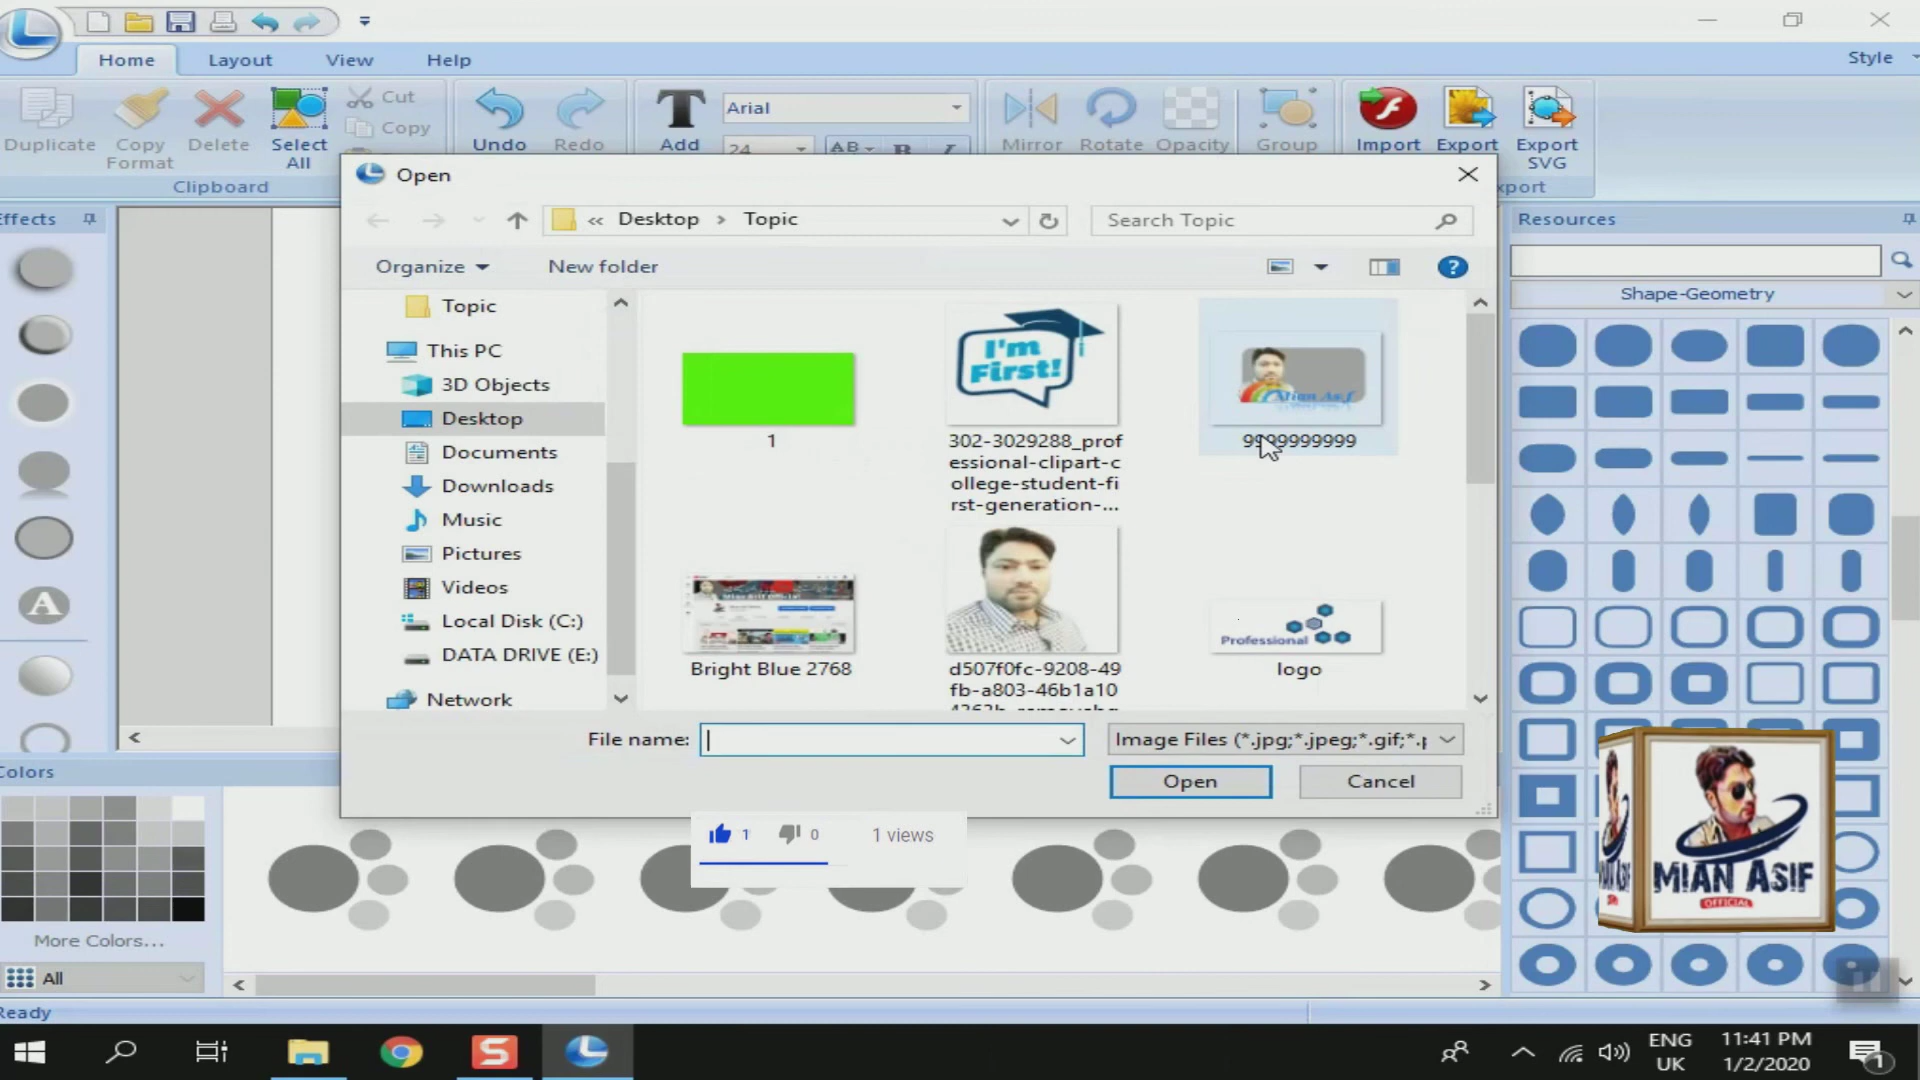 Home Layout View Help Style
Duplicate Copy Format Delete Select All Cut Copy
Undo Redo Add Arial 24 AB
Mirror Rotate Opacity Group Import Export Export SVG
Clipboard
Open
Effects
Desktop › Topic
Search Topic
Resources
Organize New folder
Shape-Geometry
Topic
This PC
3D Objects
Desktop
Documents
Downloads
Music
Pictures
Videos
Local Disk (C:)
DATA DRIVE (E:)
Network
I'm
First!
1
302-3029288_prof
essional-clipart-c
ollege-student-fi
rst-generation-...
9999999999
Bright Blue 2768
d507f0fc-9208-49
fb-a803-46b1a10
Professional
logo
File name: Image Files (*.jpg;*.jpeg;*.gif;*.p
Open Cancel
Colors
1 0 1 views
More Colors...
All
MIAN ASIF
OFFICIAL
Ready
ENG
UK
11:41 PM
1/2/2020
1